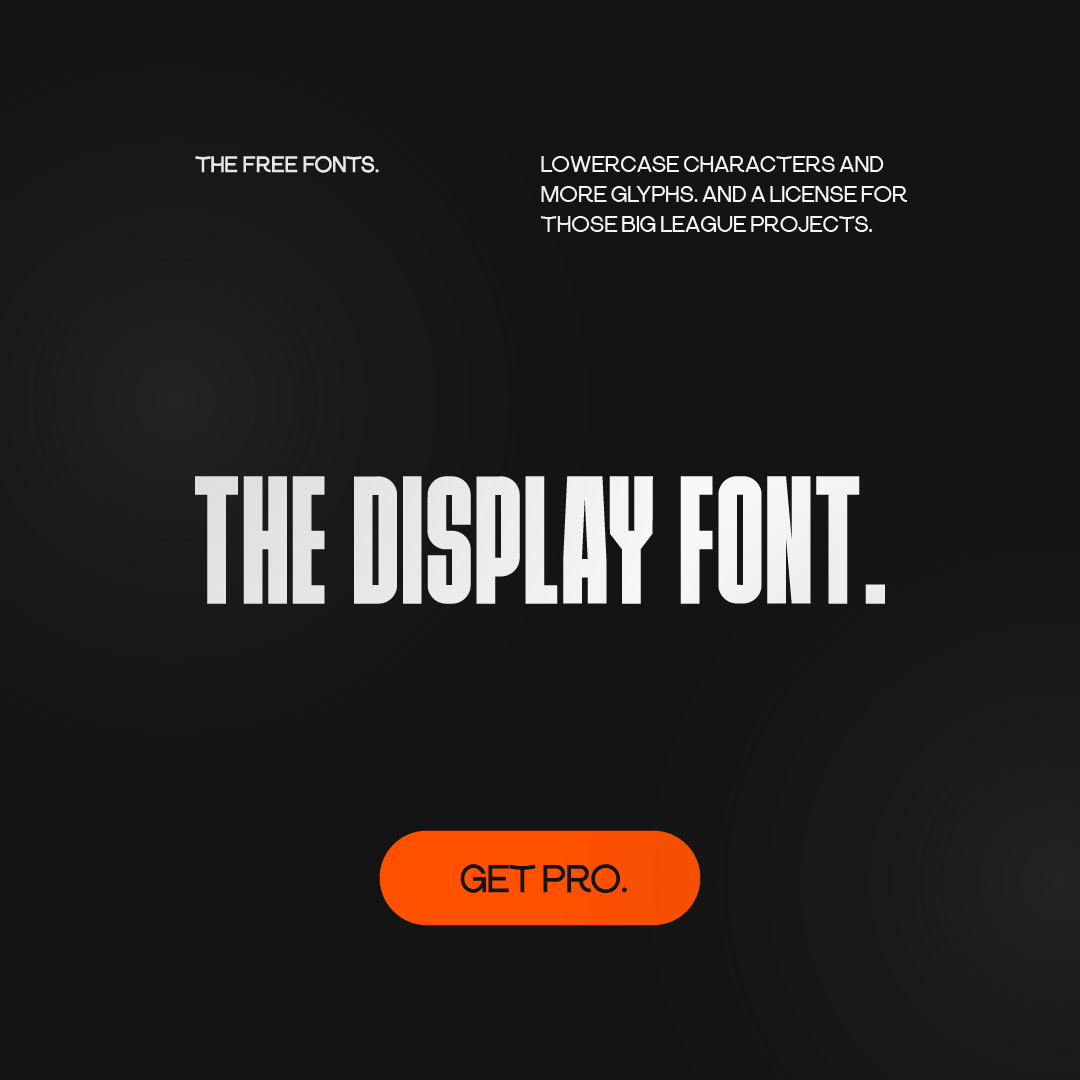 THE FREE FONTS.
LOWERCASE CHARACTERS AND
MORE GLYPHS. AND A LICENSE FOR
THOSE BIG LEAGUE PROJECTS.
THE DISPLAY FONT.
GET PRO.